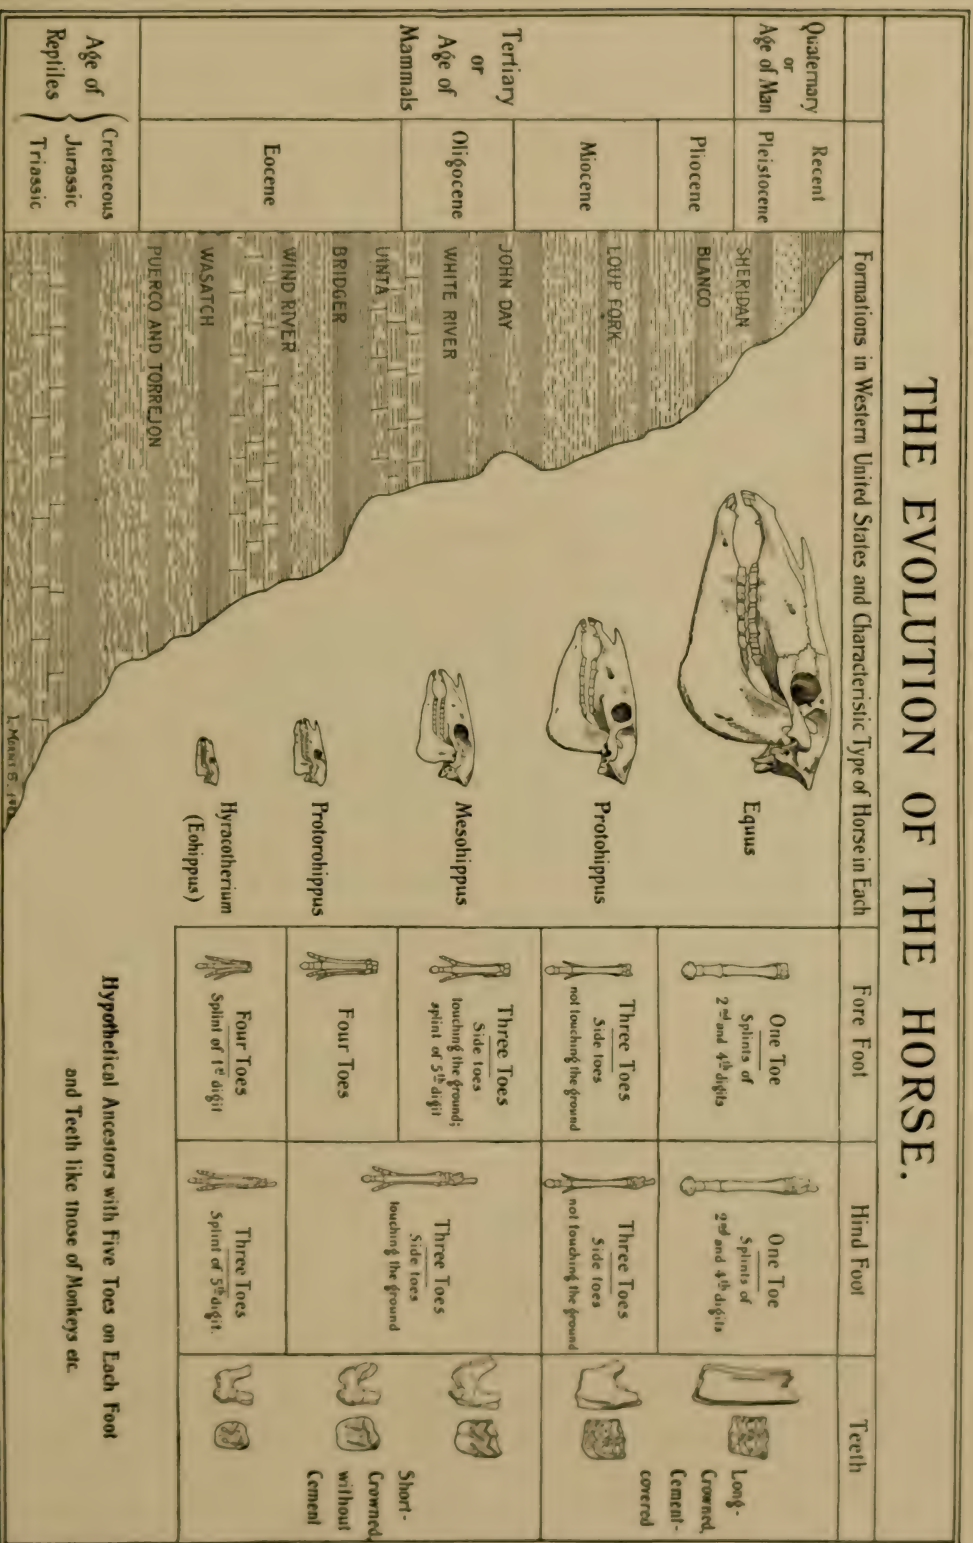 THE EVOLUTION OF THE HORSE.
Formations in Western United States and Characteristic Type of Horse in Each
Fore Foot
Hind Foot
Teeth
Quaternary
or
Age of Man
Recent
Pleistocene
Tertiary
or
Age of
Mammals
Pliocene
Miocene
Oligocene
Eocene
Age of
Reptiles
Cretaceous
Jurassic
Triassic
SHERIDAN
BLANCO
LOUP FORK
JOHN DAY
WHITE RIVER
UINTA
BRIDGER
WIND RIVER
WASATCH
PUERCO AND TORREJON
Equus
Protohippus
Mesohippus
Protorohippus
Hyracotherium
(Eohippus)
One Toe
Splints of
2nd and 4th digits
One Toe
Splints of
2nd and 4th digits
Long-
Crowned,
Cement-
covered
Three Toes
Side toes
not touching the ground
Three Toes
Side toes
not touching the ground
Three Toes
Side toes
touching the ground;
splint of 5th digit
Three Toes
Side toes
touching the ground
Short-
Crowned,
without
Cement
Four Toes
Four Toes
Splint of 1st digit
Three Toes
Splint of 5th digit.
Hypothetical Ancestors with Five Toes on Each Foot
and Teeth like those of Monkeys etc.